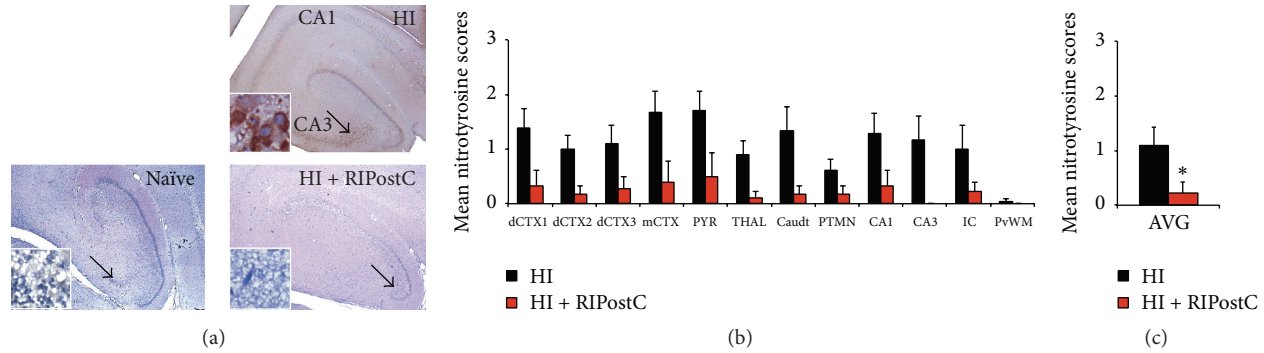 CA1 HI
CA3
Naïve
HI + RIPostC
(a)
Mean nitrotyrosine scores
3
2
1
0
dCTX1 dCTX2 dCTX3 mCTX PYR THAL Caudt PTMN CA1 CA3 IC PvWM
HI
HI + RIPostC
(b)
Mean nitrotyrosine scores
3
2
1
0
*
AVG
HI
HI + RIPostC
(c)